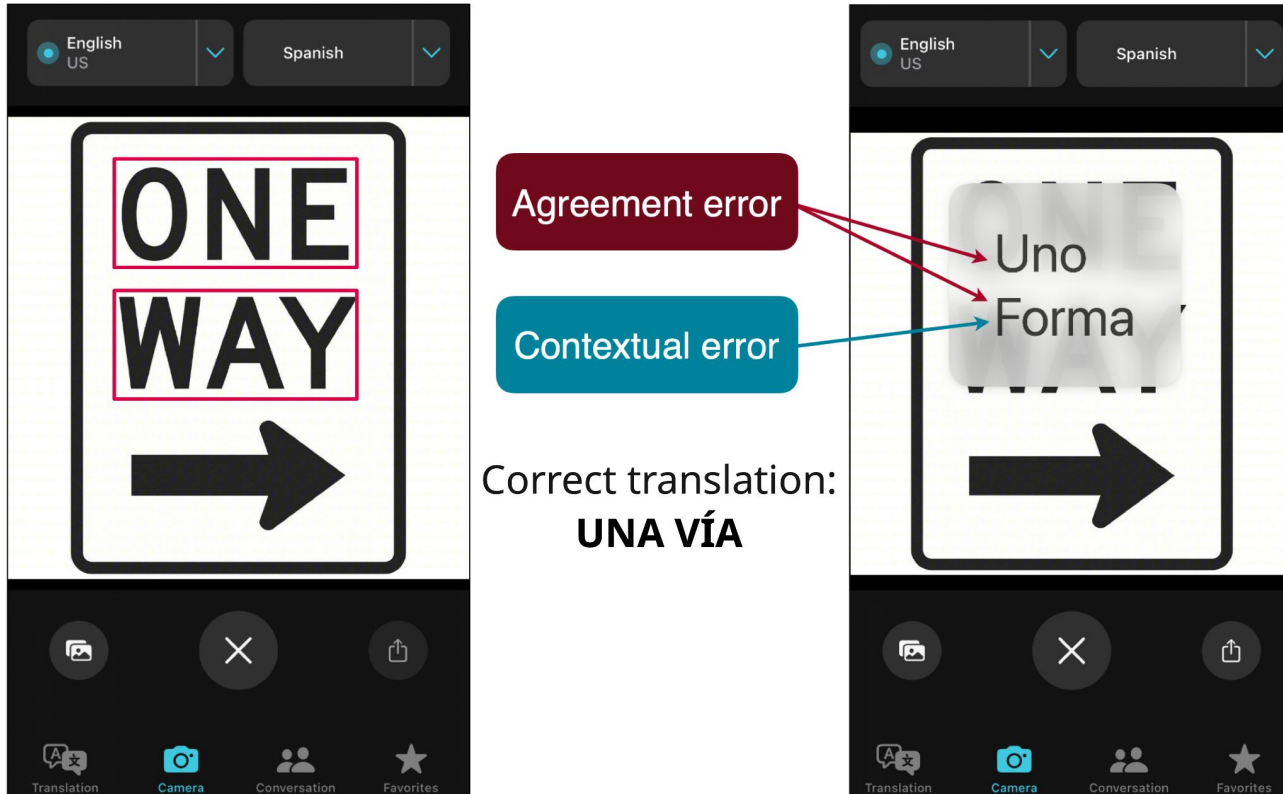 English
US
Spanish
ONE
WAY
Translation
Camera
Conversation
Favorites
Agreement error
Contextual error
Correct translation:
UNA VÍA
English
US
Spanish
Uno
Forma
Translation
Camera
Conversation
Favorites